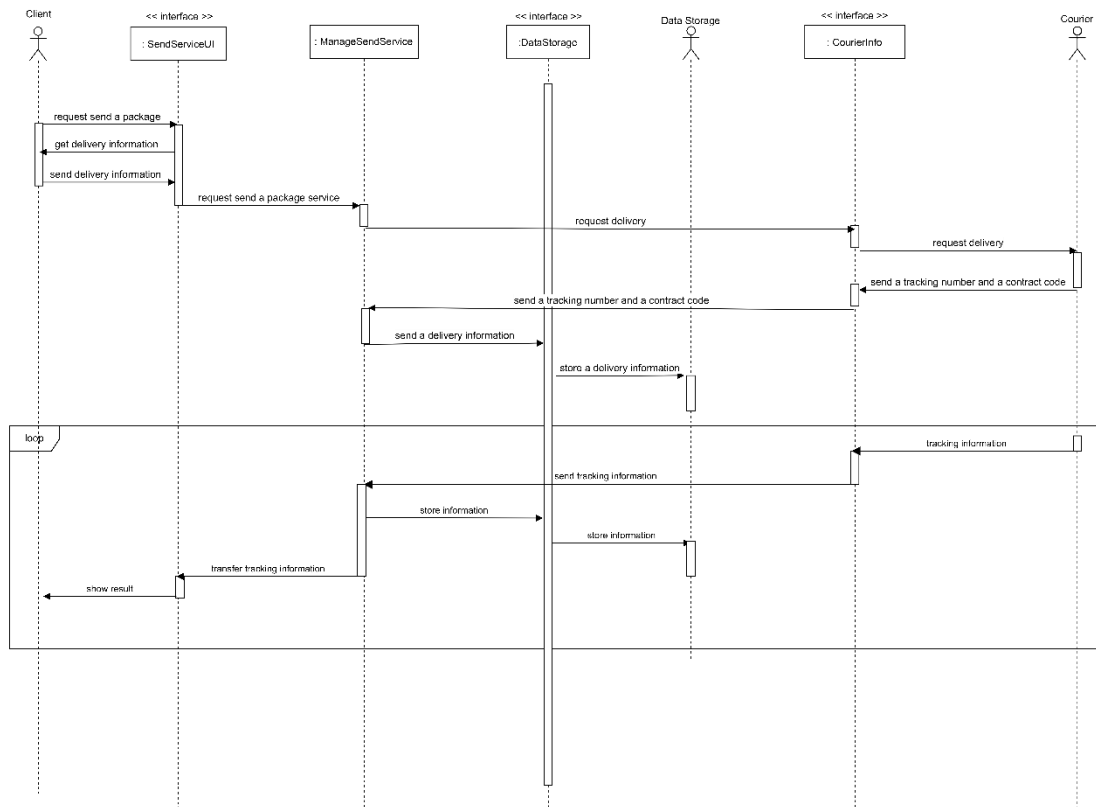 Client
<< interface >>
: SendServiceUI
: ManageSendService
<< interface >>
:DataStorage
Data Storage
<< interface >>
: CourierInfo
Courier
request send a package
get delivery information
send delivery information
request send a package service
request delivery
request delivery
send a tracking number and a contract code
send a tracking number and a contract code
send a delivery information
store a delivery information
loop
tracking information
send tracking information
store information
store information
transfer tracking information
show result